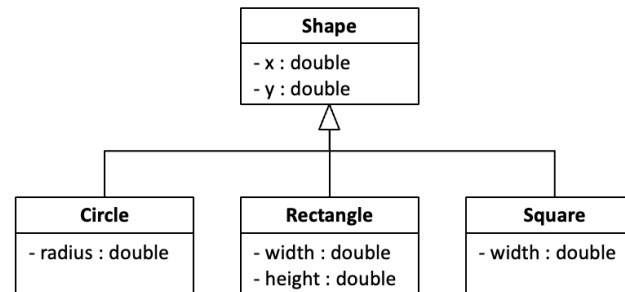 Shape
- x : double
- y : double
Circle
- radius : double
Rectangle
- width : double
- height : double
Square
- width : double